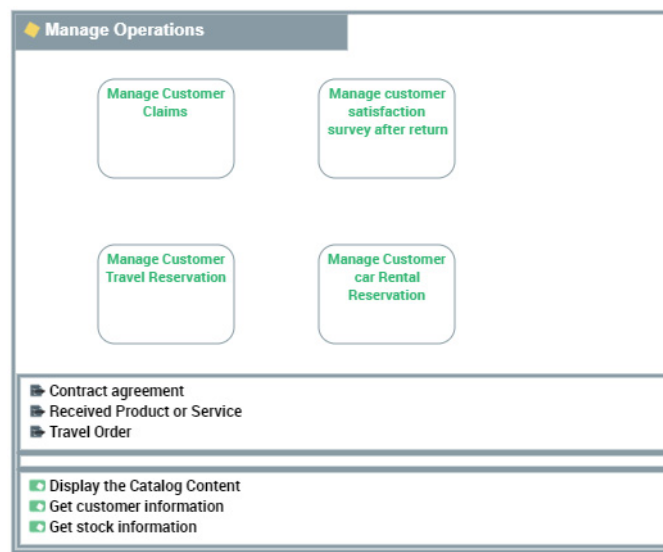 Manage Operations
Manage Customer
Claims
Manage customer
satisfaction
survey after return
Manage Customer
Travel Reservation
Manage Customer
car Rental
Reservation
Contract agreement
Received Product or Service
Travel Order
Display the Catalog Content
Get customer information
Get stock information